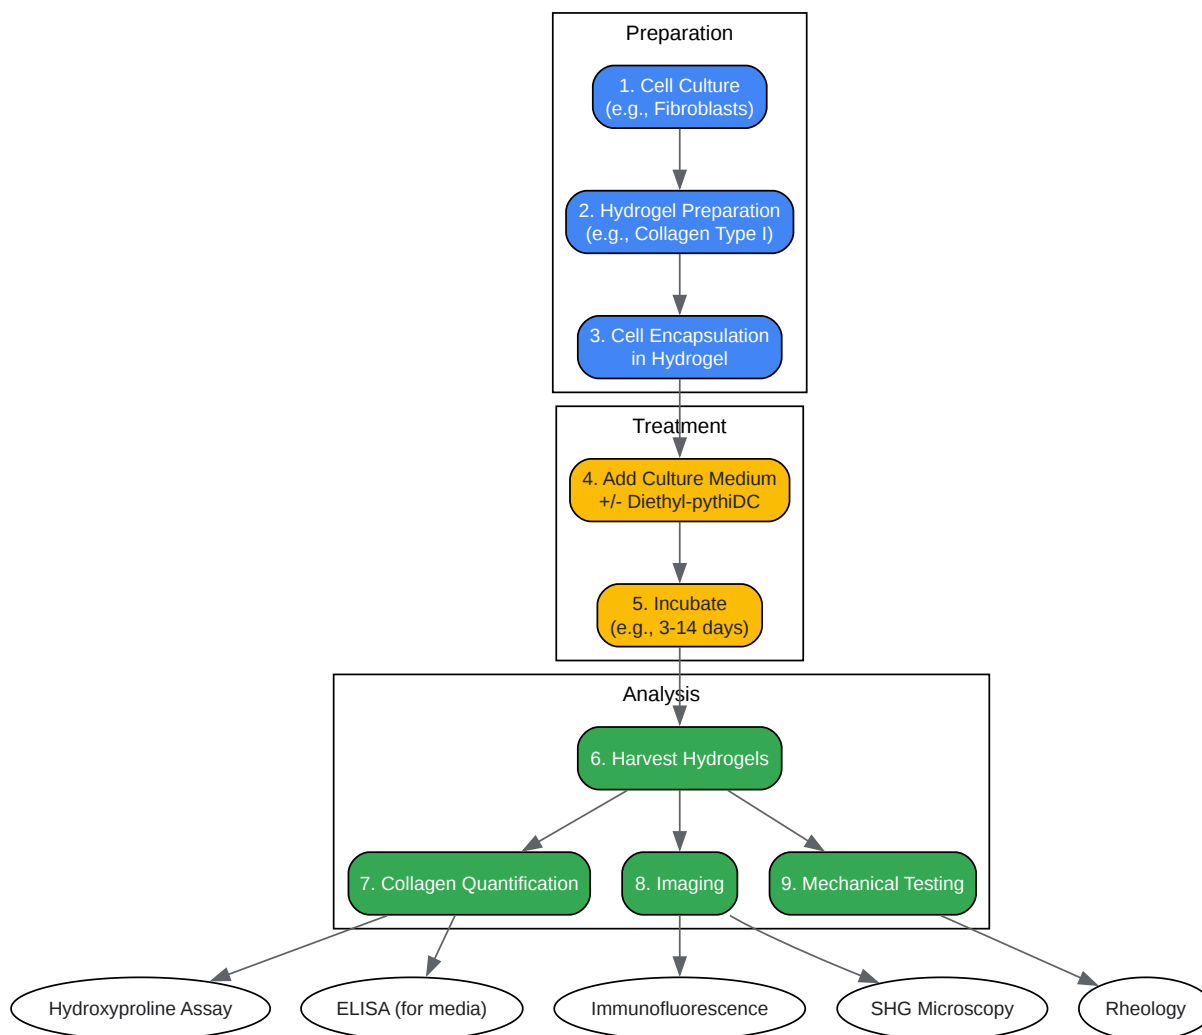 Preparation
1. Cell Culture
(e.g., Fibroblasts)
2. Hydrogel Preparation
(e.g., Collagen Type I)
3. Cell Encapsulation
in Hydrogel
Treatment
4. Add Culture Medium
+/- Diethyl-pythiDC
5. Incubate
(e.g., 3-14 days)
Analysis
6. Harvest Hydrogels
7. Collagen Quantification
8. Imaging
9. Mechanical Testing
Hydroxyproline Assay
ELISA (for media)
Immunofluorescence
SHG Microscopy
Rheology